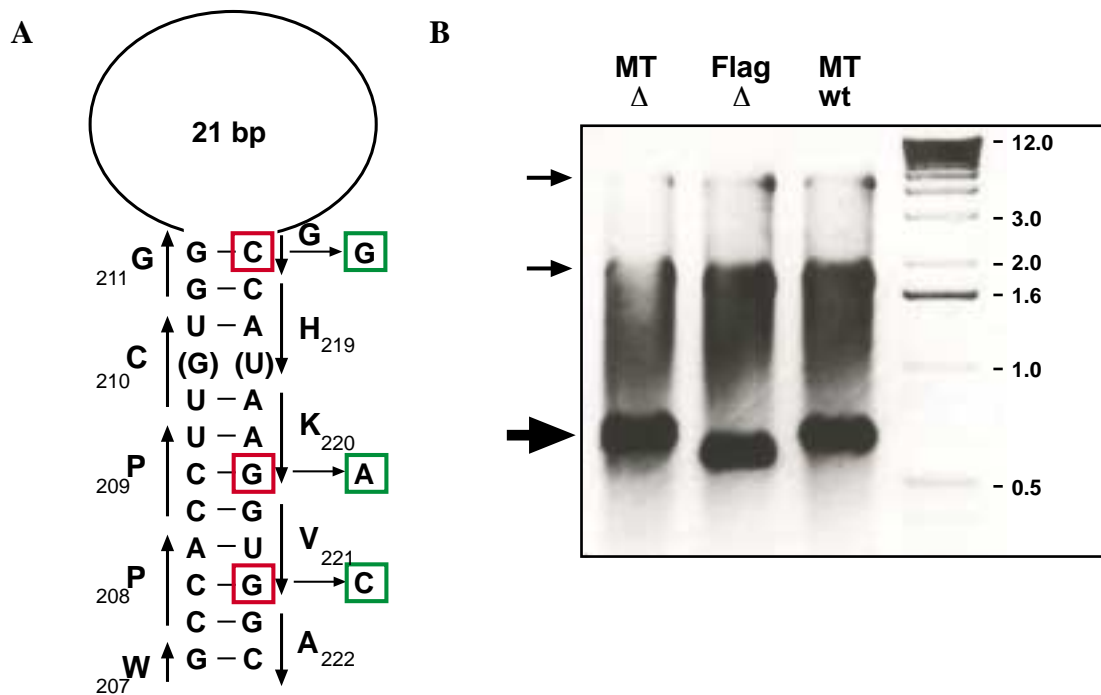 A
21 bp
G
G
C
G
211
G
G
C
U
A
H
219
C
(G)
(U)
210
U
A
K
220
U
A
P
C
G
A
209
C
G
V
221
A
U
P
C
G
C
208
C
G
A
222
W
G
C
207
B
MT Flag MT
Δ Δ wt
12.0
3.0
2.0
1.6
1.0
0.5